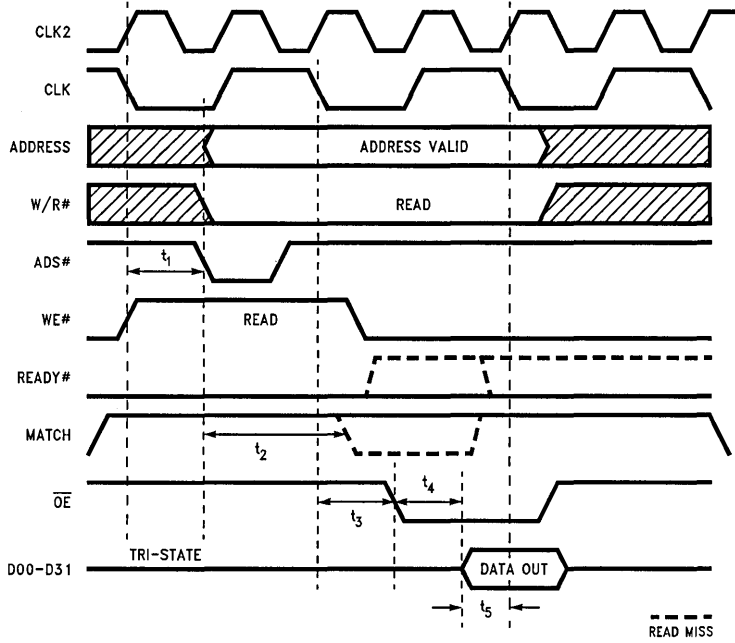 CLK2
CLK
ADDRESS ADDRESS VALID
W/R# READ
ADS#
t1
WE# READ
READY#
MATCH
t2
OE
t3 t4
TRI-STATE
D00-D31 DATA OUT
t5
READ MISS